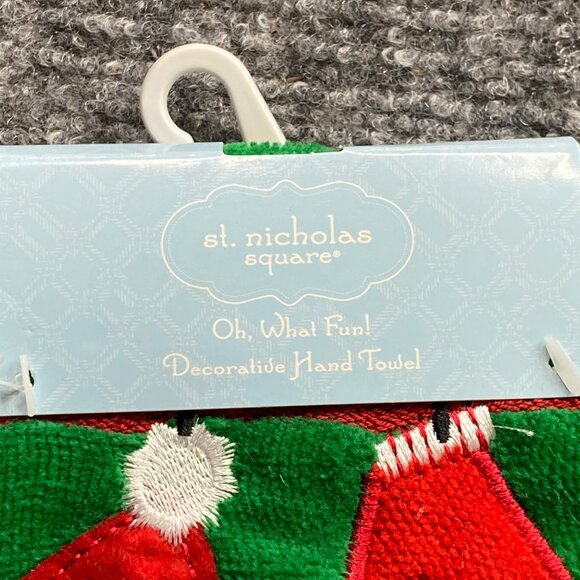 st. nicholas
square®
Oh, What Fun!
Decorative Hand Towel